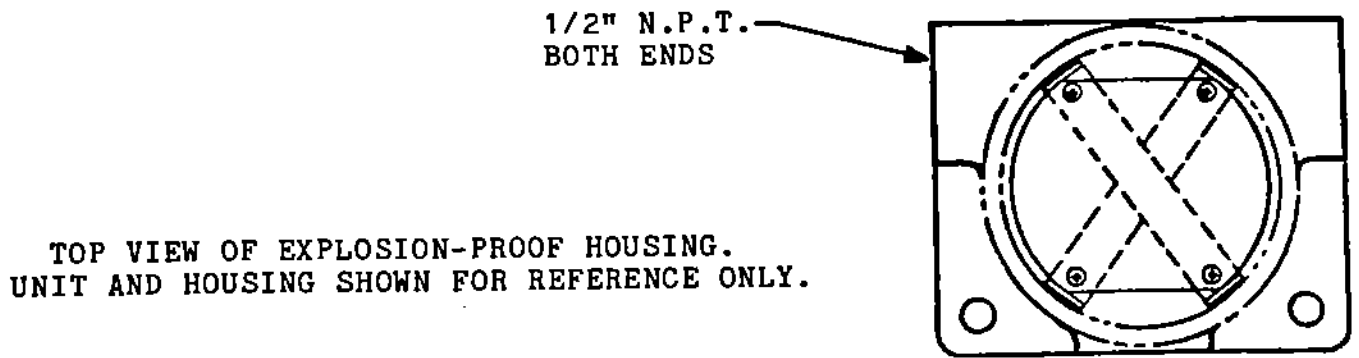 1/2" N.P.T.
BOTH ENDS
TOP VIEW OF EXPLOSION-PROOF HOUSING.
UNIT AND HOUSING SHOWN FOR REFERENCE ONLY.